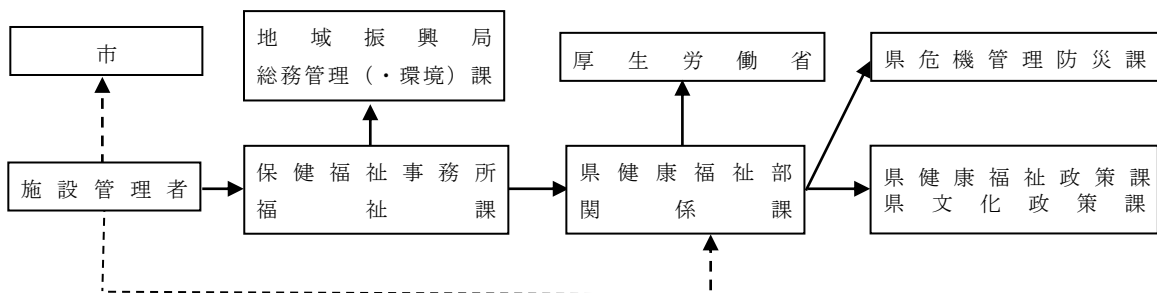 市
地域振興局
総務管理（・環境）課
厚生労働省
県危機管理防災課
施設管理者
保健福祉事務所
福祉課
県健康福祉部
関係課
県健康福祉政策課
県文化政策課